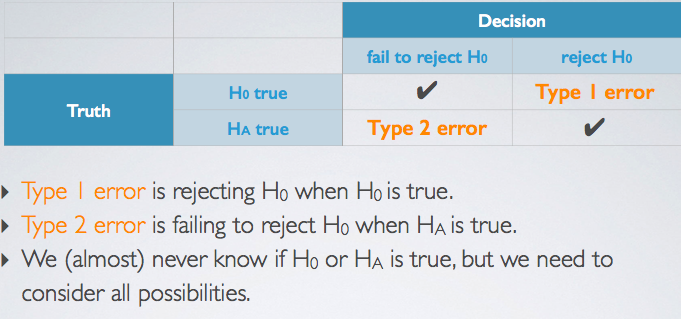 Decision
fail to reject H0 reject H0
Truth H0 true ✔ Type 1 error
HA true Type 2 error ✔
‣ Type 1 error is rejecting H0 when H0 is true.
‣ Type 2 error is failing to reject H0 when HA is true.
‣ We (almost) never know if H0 or HA is true, but we need to
consider all possibilities.